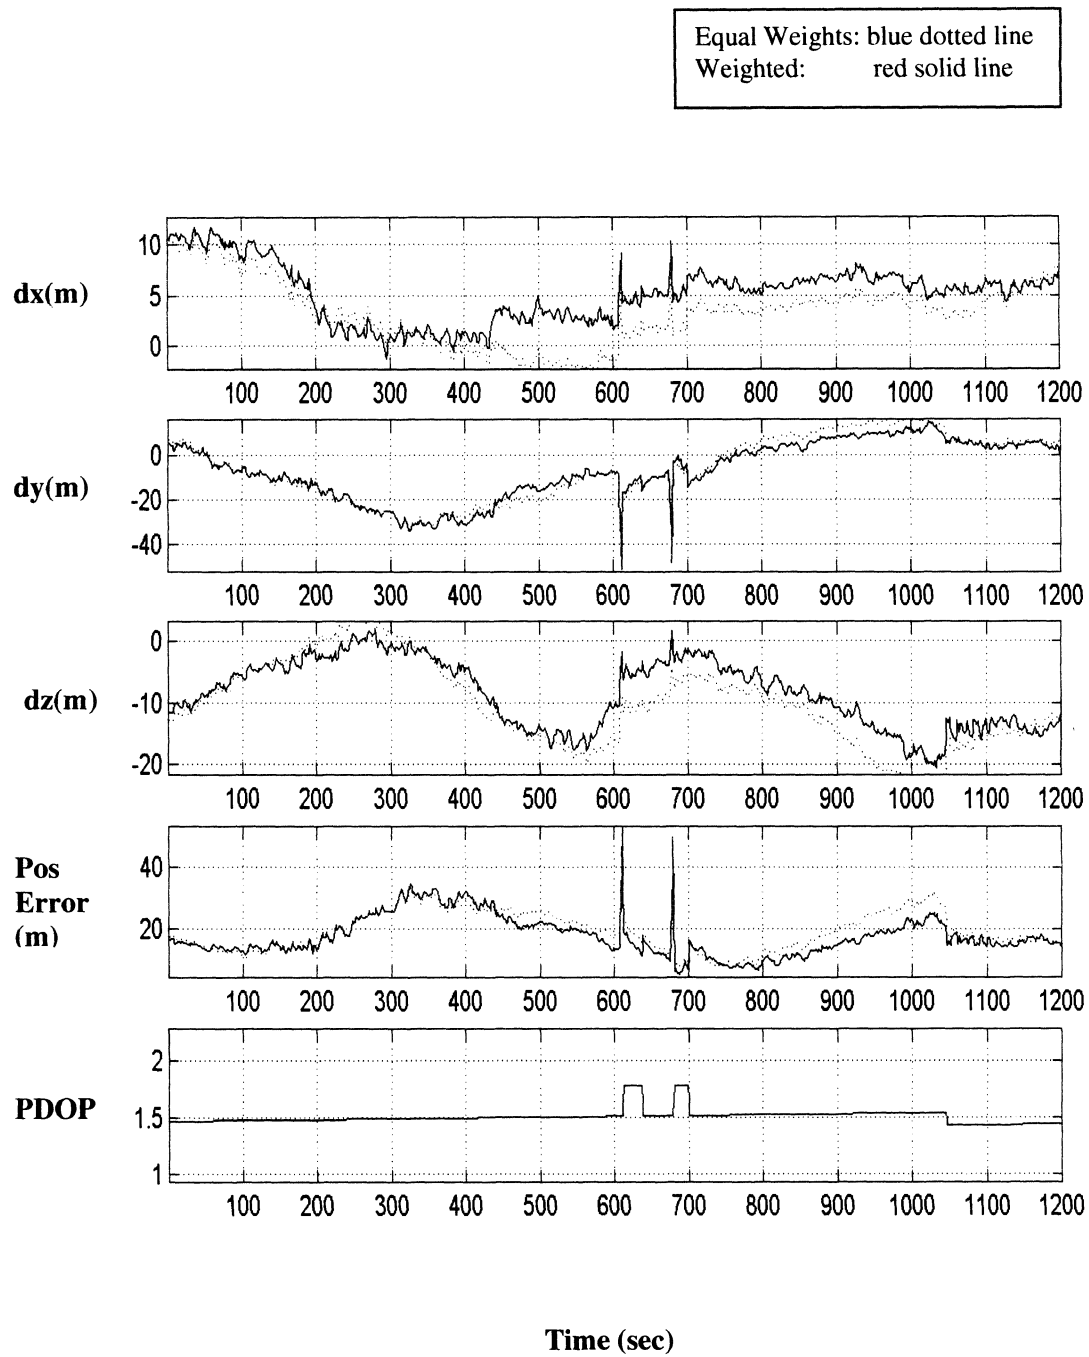 Equal Weights: blue dotted line
Weighted: red solid line
dx(m)
10
5
0
100 200 300 400 500 600 700 800 900 1000 1100 1200
dy(m)
0
-20
-40
100 200 300 400 500 600 700 800 900 1000 1100 1200
dz(m)
0
-10
-20
100 200 300 400 500 600 700 800 900 1000 1100 1200
Pos
Error
(m)
40
20
100 200 300 400 500 600 700 800 900 1000 1100 1200
PDOP
2
1.5
1
100 200 300 400 500 600 700 800 900 1000 1100 1200
Time (sec)